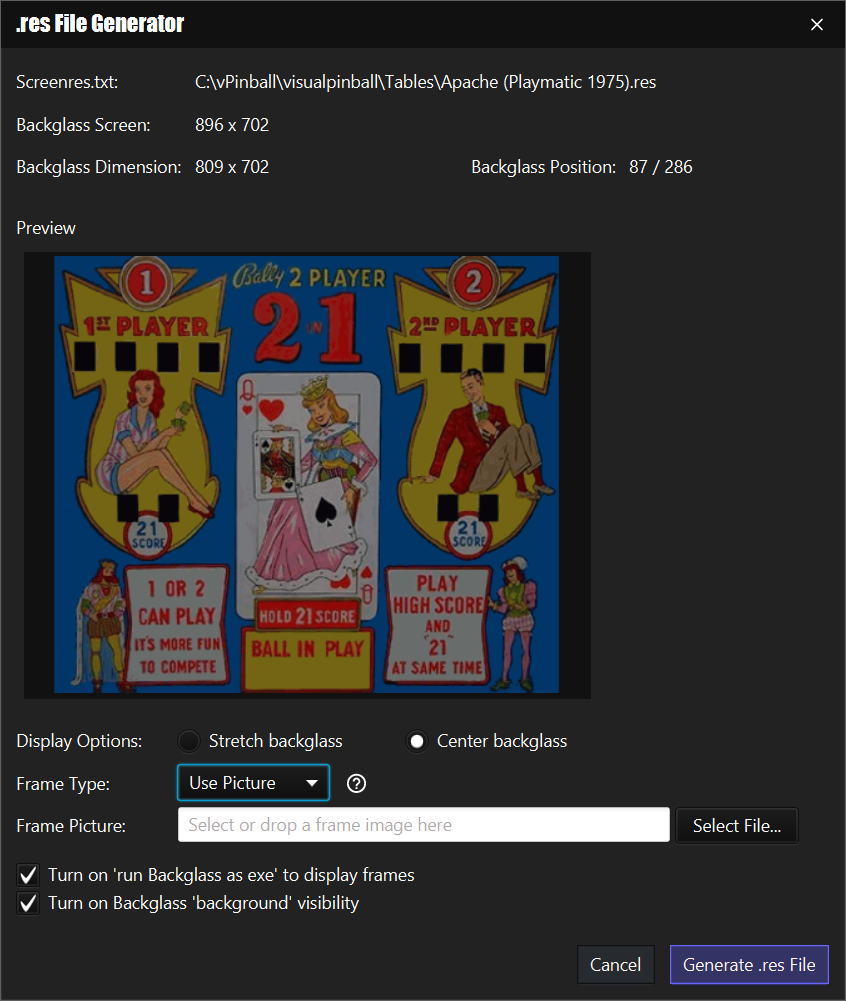 .res File Generator
Screenres.txt: C:\vPinball\visualpinball\Tables\Apache (Playmatic 1975).res
Backglass Screen: 896 x 702
Backglass Dimension: 809 x 702 Backglass Position: 87 / 286
Preview
1 Bally 2 PLAYER 2
1ST PLAYER 2 IN 1 2ND PLAYER
Q
21 SCORE
21 SCORE
1 OR 2
CAN PLAY
IT'S MORE FUN
TO COMPETE
HOLD 21 SCORE
BALL IN PLAY
PLAY
HIGH SCORE
AND
"21"
AT SAME TIME
Display Options: Stretch backglass Center backglass
Frame Type: Use Picture ?
Frame Picture: Select or drop a frame image here Select File...
Turn on 'run Backglass as exe' to display frames
Turn on Backglass 'background' visibility
Cancel Generate .res File